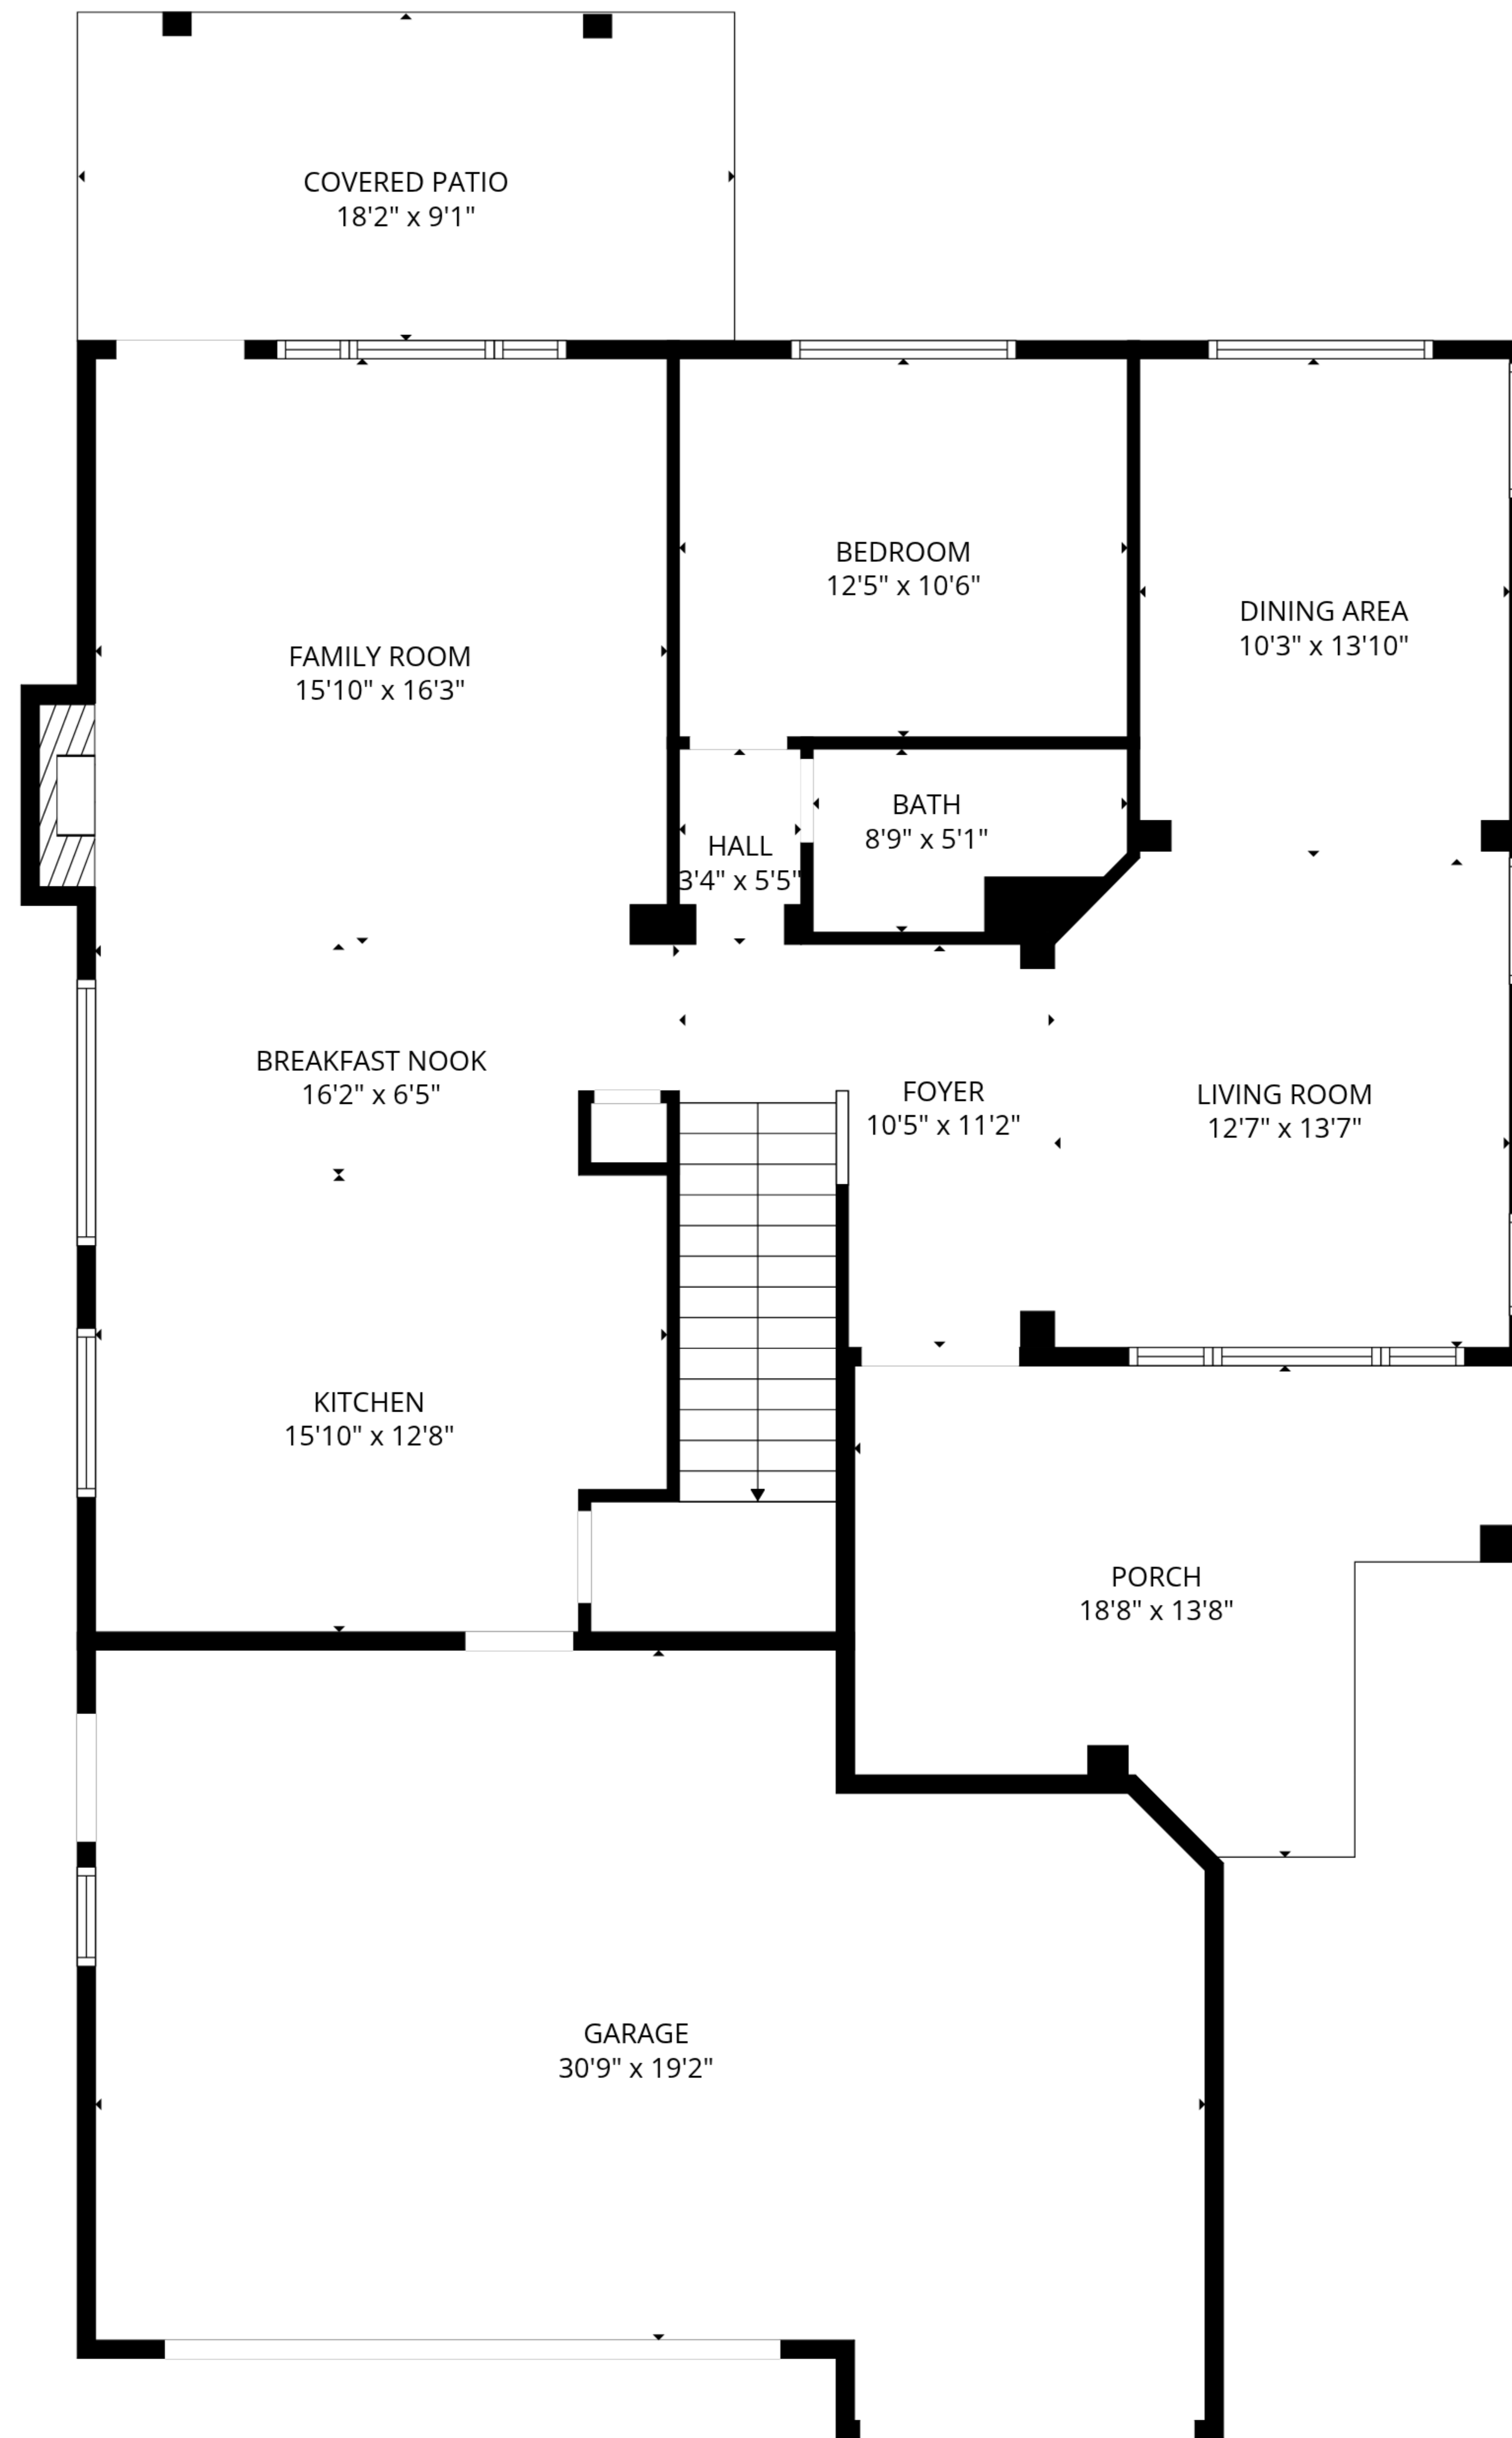 COVERED PATIO
18'2" x 9'1"
BEDROOM
12'5" x 10'6"
DINING AREA
10'3" x 13'10"
FAMILY ROOM
15'10" x 16'3"
BATH
8'9" x 5'1"
HALL
3'4" x 5'5"
BREAKFAST NOOK
16'2" x 6'5"
FOYER
10'5" x 11'2"
LIVING ROOM
12'7" x 13'7"
KITCHEN
15'10" x 12'8"
PORCH
18'8" x 13'8"
GARAGE
30'9" x 19'2"